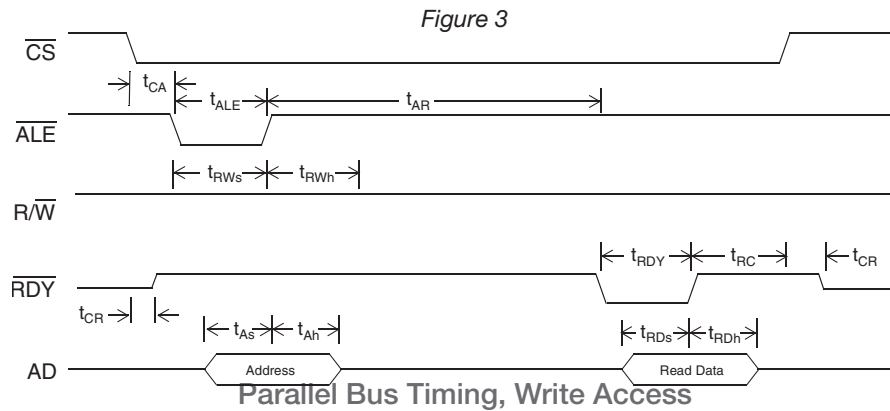 Figure 3
CS
tCA
tALE
tAR
ALE
tRWs
tRWh
R/W
RDY
tRDY
tRC
tCR
tCR
tAs
tAh
tRDs
tRDh
AD
Address
Read Data
Parallel Bus Timing, Write Access